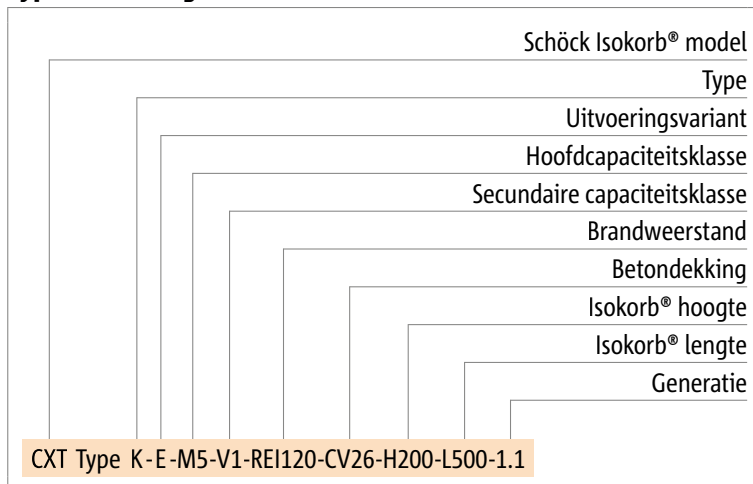 Schöck Isokorb® model
Type
Uitvoeringsvariant
Hoofdcapaciteitsklasse
Secundaire capaciteitsklasse
Brandweerstand
Betondekking
Isokorb® hoogte
Isokorb® lengte
Generatie
CXT Type K-E-M5-V1-REI120-CV26-H200-L500-1.1